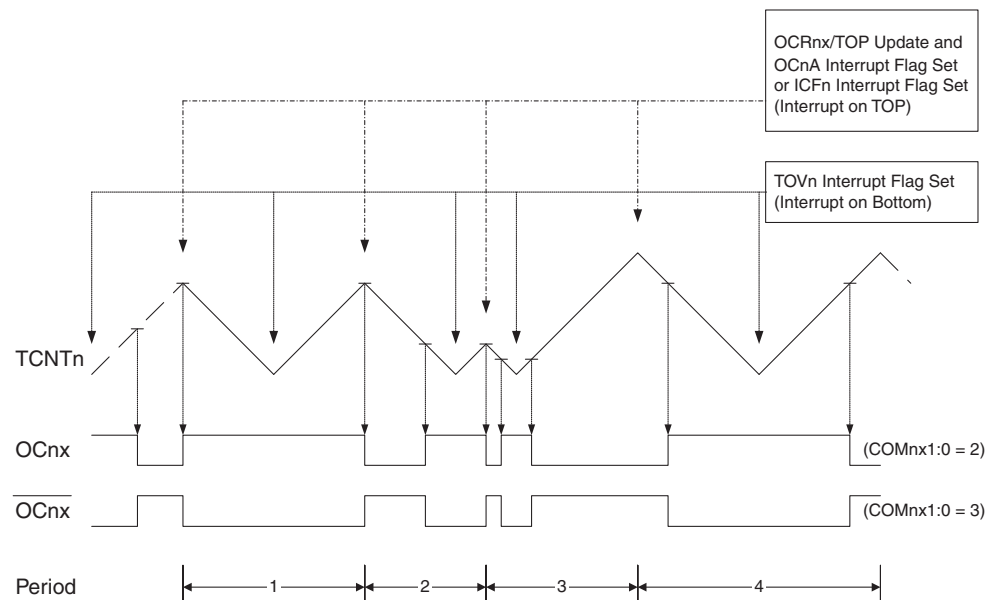 OCRnx/TOP Update and
OCnA Interrupt Flag Set
or ICFn Interrupt Flag Set
(Interrupt on TOP)
TOVn Interrupt Flag Set
(Interrupt on Bottom)
TCNTn
OCnx
(COMnx1:0 = 2)
OCnx
(COMnx1:0 = 3)
Period
1
2
3
4